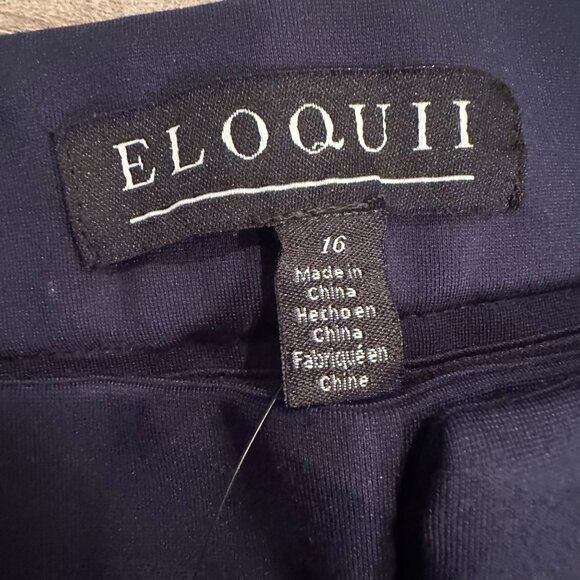 ELOQUII
16
Made in
China
Hecho en
China
Fabriqué en
Chine